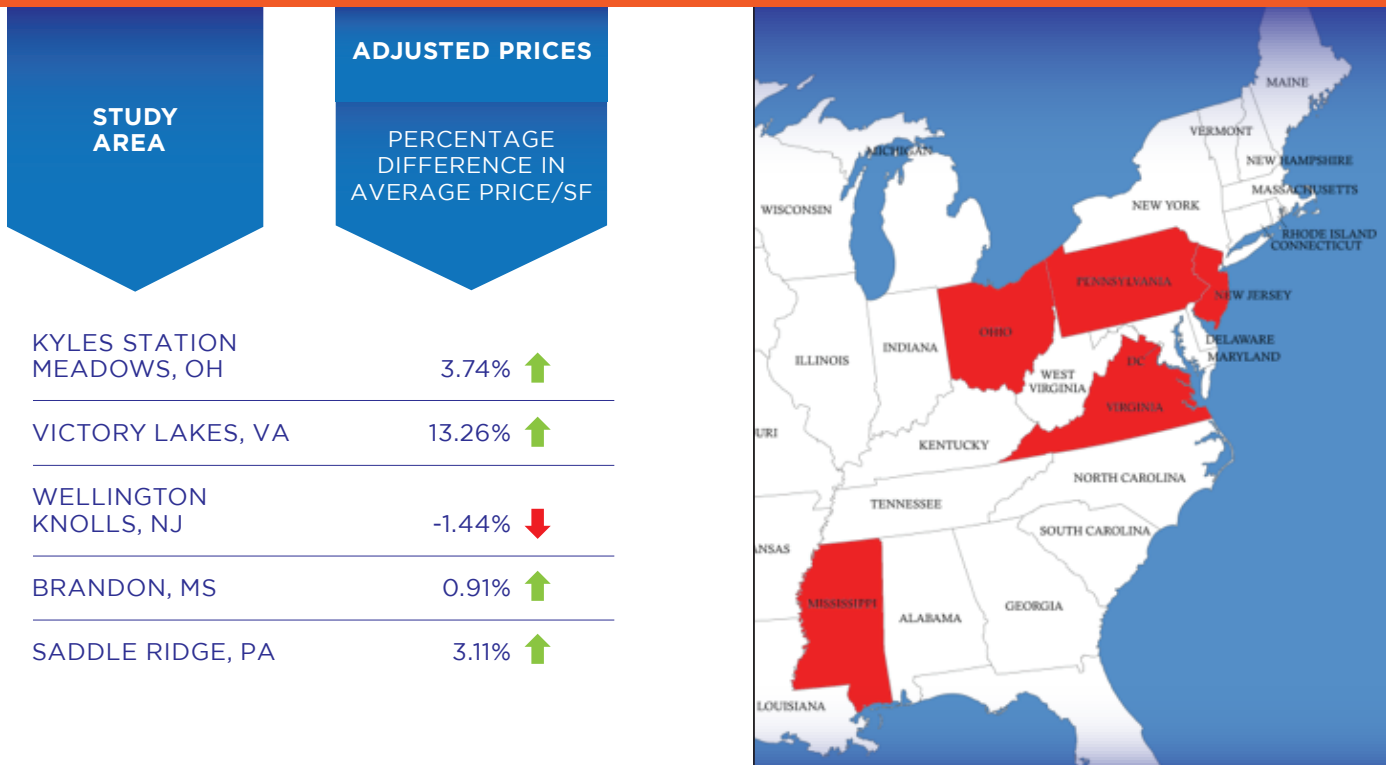 STUDY
AREA
ADJUSTED PRICES
PERCENTAGE
DIFFERENCE IN
AVERAGE PRICE/SF
KYLES STATION
MEADOWS, OH
3.74%
VICTORY LAKES, VA
13.26%
WELLINGTON
KNOLLS, NJ
-1.44%
BRANDON, MS
0.91%
SADDLE RIDGE, PA
3.11%
MAINE
VERMONT
MICHIGAN
NEW HAMPSHIRE
MASSACHUSETTS
WISCONSIN
NEW YORK
RHODE ISLAND
CONNECTICUT
PENNSYLVANIA
NEW JERSEY
OHIO
DELAWARE
INDIANA
MARYLAND
ILLINOIS
DC
WEST
VIRGINIA
VIRGINIA
URI
KENTUCKY
NORTH CAROLINA
TENNESSEE
SOUTH CAROLINA
NSAS
MISSISSIPPI
GEORGIA
ALABAMA
LOUISIANA